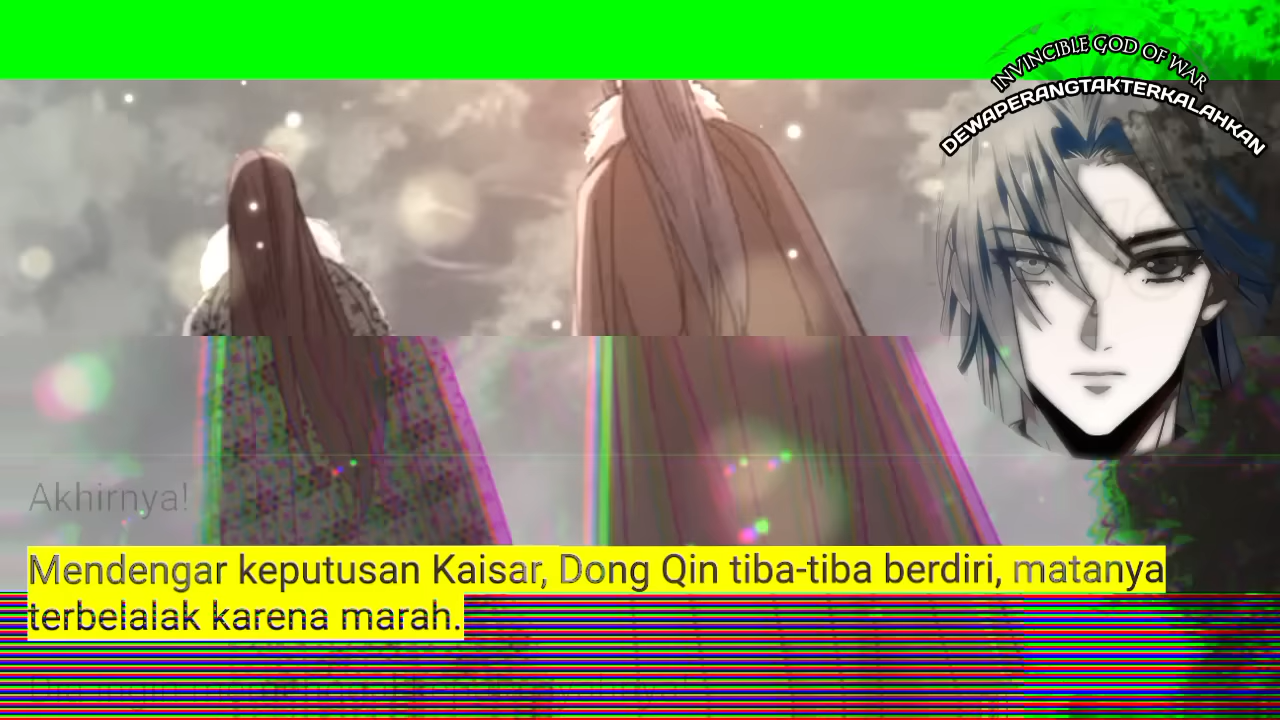 INVINCIBLE GOD OF WAR
DEWAPERANGTAKTERKALAHKAN
Akhirnya!
Mendengar keputusan Kaisar, Dong Qin tiba-tiba berdiri, matanya
terbelalak karena marah.